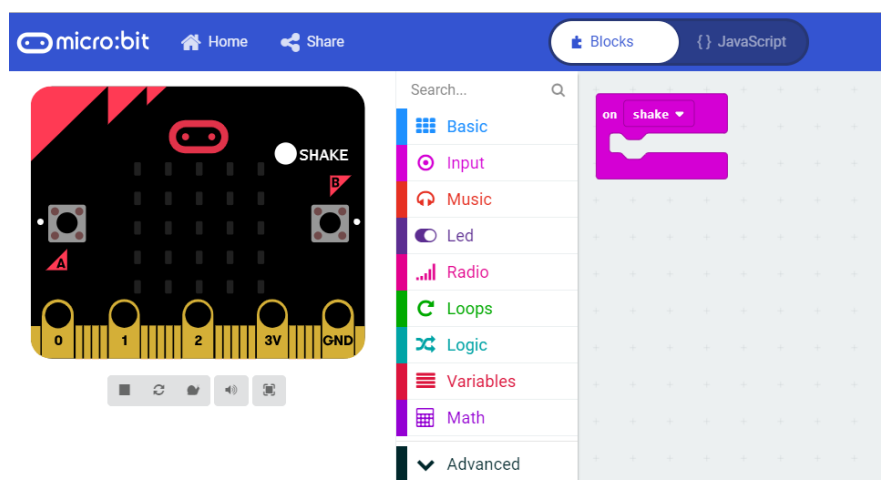 micro:bit Home Share Blocks {} JavaScript
Search...
Basic
Input
Music
Led
Radio
Loops
Logic
Variables
Math
Advanced
on shake
SHAKE
B
A
0 1 2 3V GND